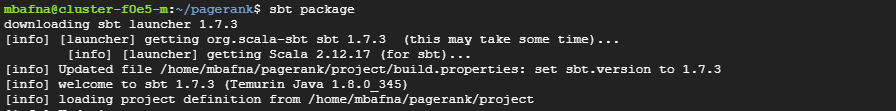 mbafna@cluster-f0e5-m:~/pagerank$ sbt package
downloading sbt launcher 1.7.3
[info] [launcher] getting org.scala-sbt sbt 1.7.3  (this may take some time)...
[info] [launcher] getting Scala 2.12.17 (for sbt)...
[info] Updated file /home/mbafna/pagerank/project/build.properties: set sbt.version to 1.7.3
[info] welcome to sbt 1.7.3 (Temurin Java 1.8.0_345)
[info] loading project definition from /home/mbafna/pagerank/project